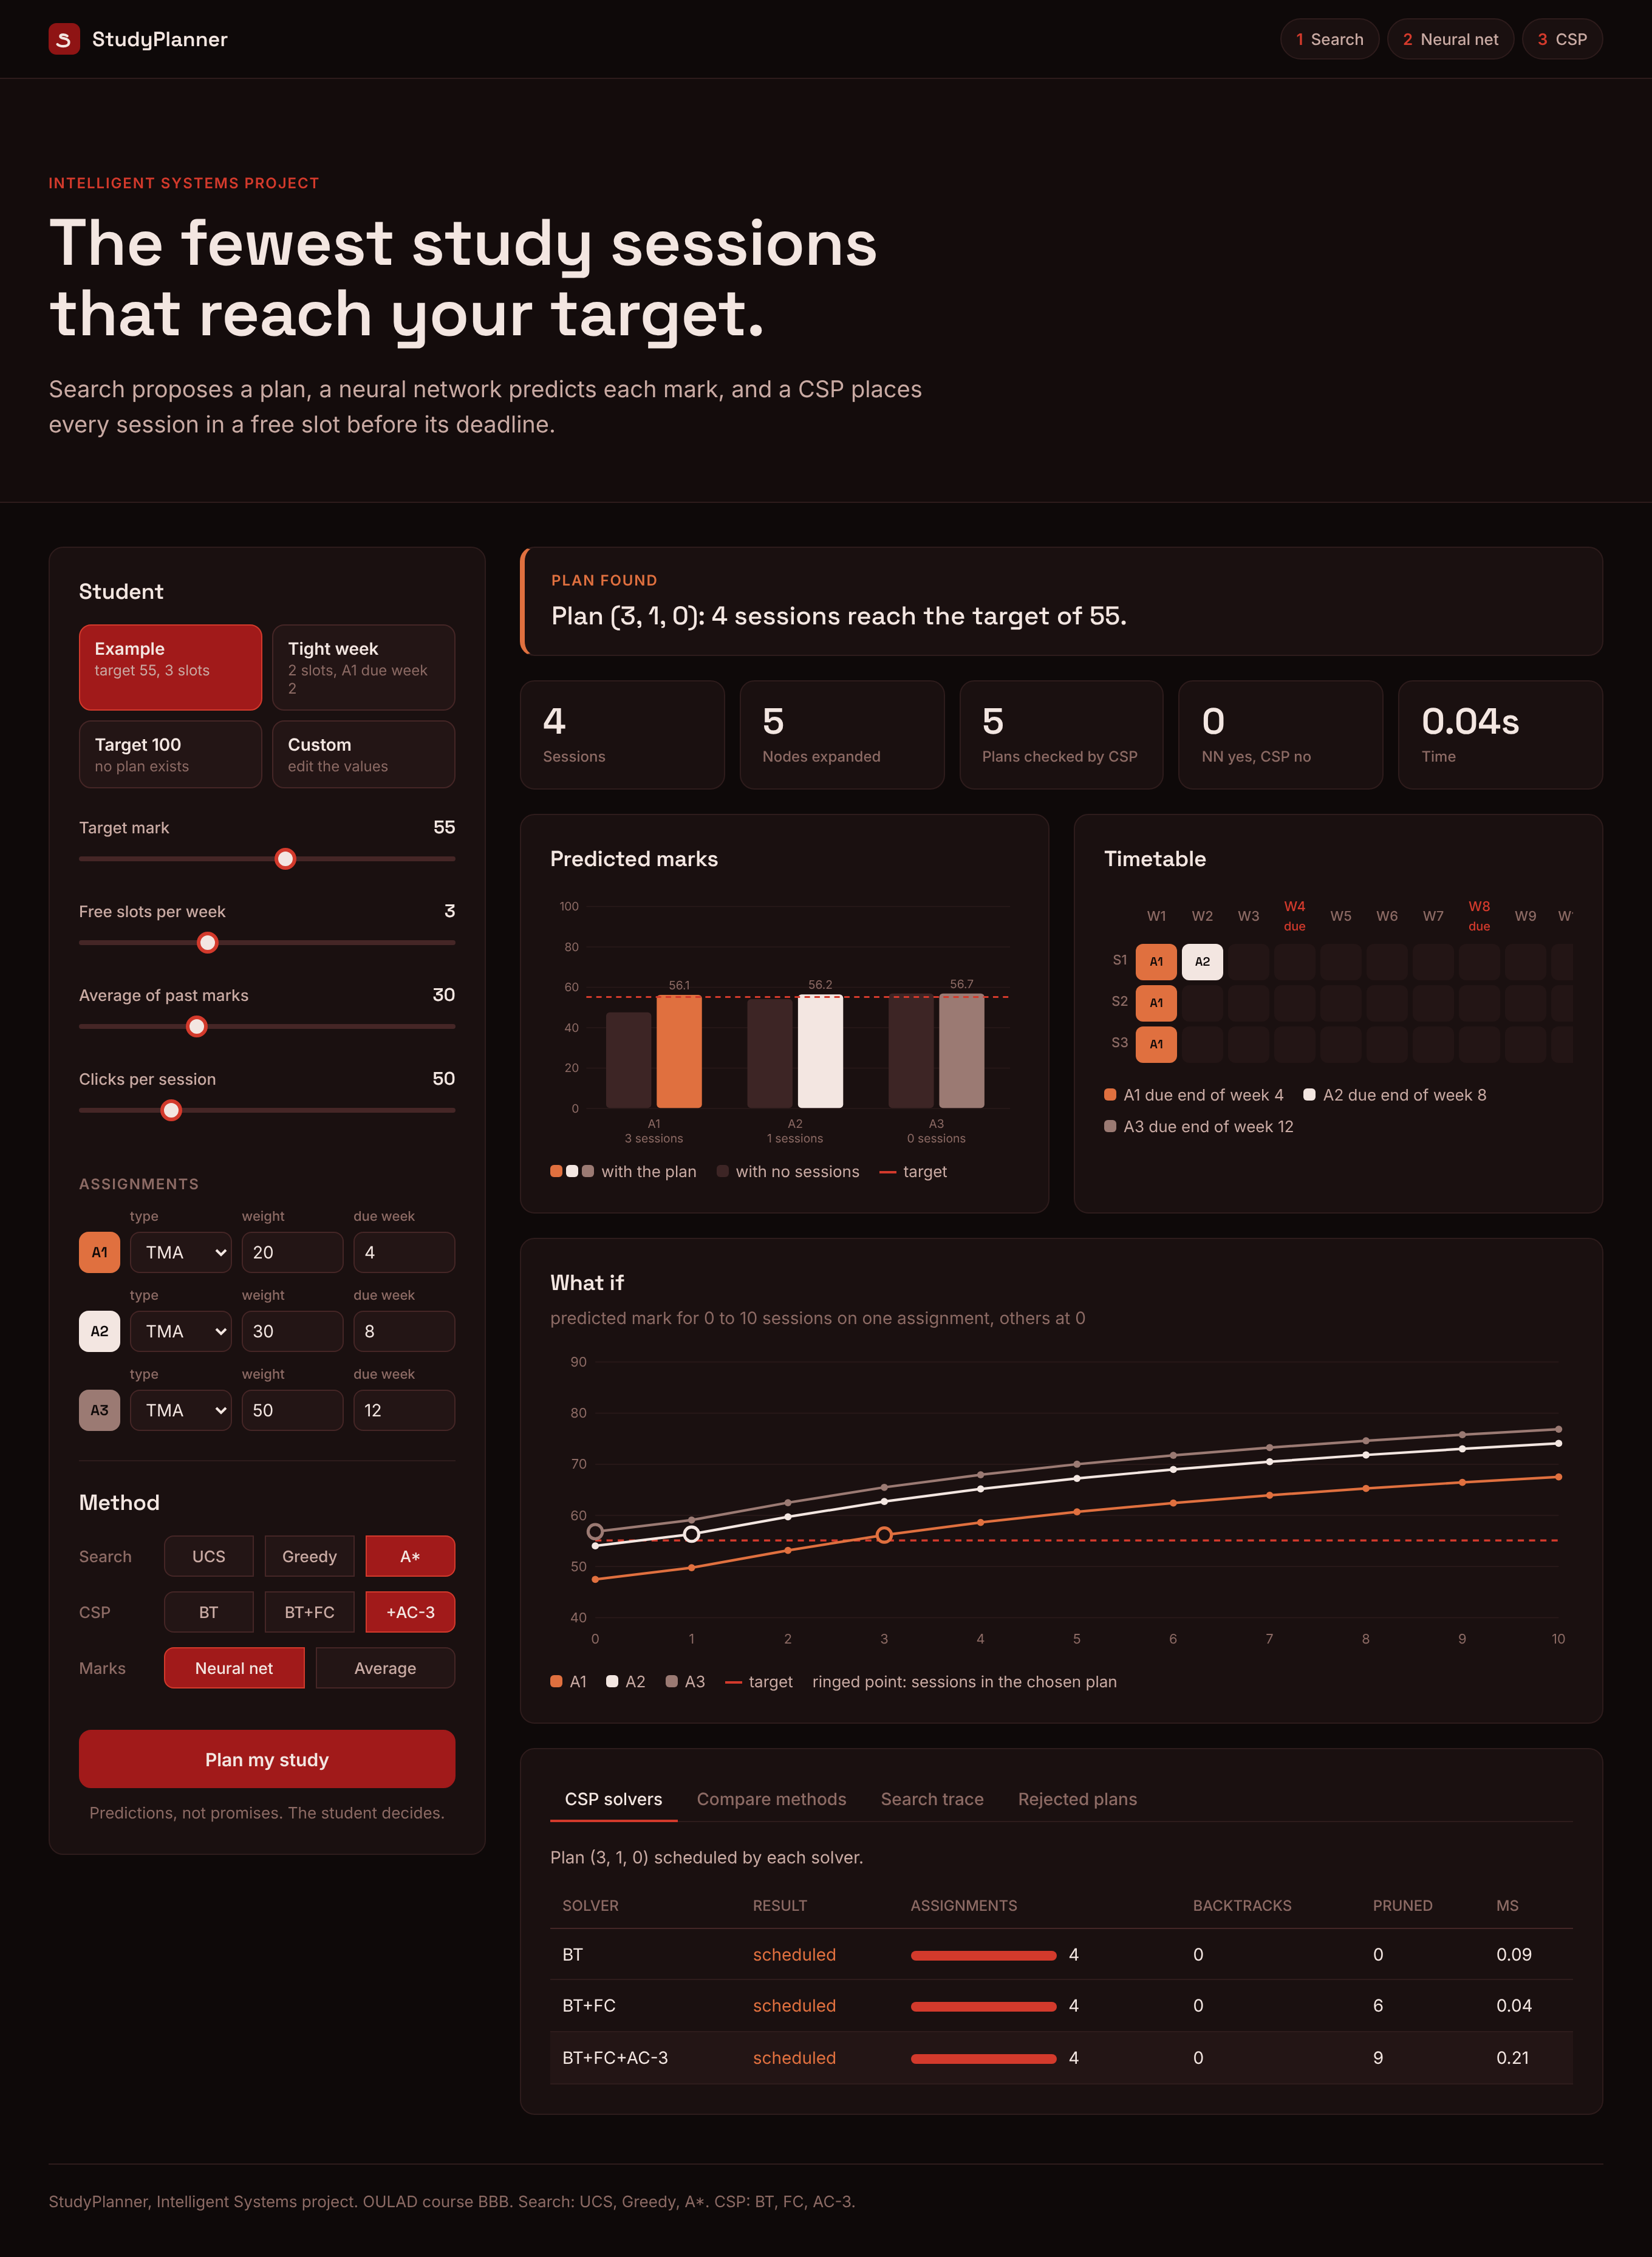 S StudyPlanner
1 Search 2 Neural net 3 CSP
INTELLIGENT SYSTEMS PROJECT
The fewest study sessions
that reach your target.
Search proposes a plan, a neural network predicts each mark, and a CSP places
every session in a free slot before its deadline.
Student
Example
target 55, 3 slots
Tight week
2 slots, A1 due week
2
Target 100
no plan exists
Custom
edit the values
Target mark 55
Free slots per week 3
Average of past marks 30
Clicks per session 50
ASSIGNMENTS
type weight due week
A1 TMA 20 4
type weight due week
A2 TMA 30 8
type weight due week
A3 TMA 50 12
Method
Search UCS Greedy A*
CSP BT BT+FC +AC-3
Marks Neural net Average
Plan my study
Predictions, not promises. The student decides.
PLAN FOUND
Plan (3, 1, 0): 4 sessions reach the target of 55.
4
Sessions
5
Nodes expanded
5
Plans checked by CSP
0
NN yes, CSP no
0.04s
Time
Predicted marks
100
80
60
40
20
0
56.1 56.2 56.7
A1 A2 A3
3 sessions 1 sessions 0 sessions
with the plan with no sessions target
Timetable
W1 W2 W3 W4 W5 W6 W7 W8 W9
due due
S1 A1 A2
S2 A1
S3 A1
A1 due end of week 4 A2 due end of week 8
A3 due end of week 12
What if
predicted mark for 0 to 10 sessions on one assignment, others at 0
90
80
70
60
50
40
0 1 2 3 4 5 6 7 8 9 10
A1 A2 A3 target ringed point: sessions in the chosen plan
CSP solvers Compare methods Search trace Rejected plans
Plan (3, 1, 0) scheduled by each solver.
SOLVER RESULT ASSIGNMENTS BACKTRACKS PRUNED MS
BT scheduled 4 0 0 0.09
BT+FC scheduled 4 0 6 0.04
BT+FC+AC-3 scheduled 4 0 9 0.21
StudyPlanner, Intelligent Systems project. OULAD course BBB. Search: UCS, Greedy, A*. CSP: BT, FC, AC-3.